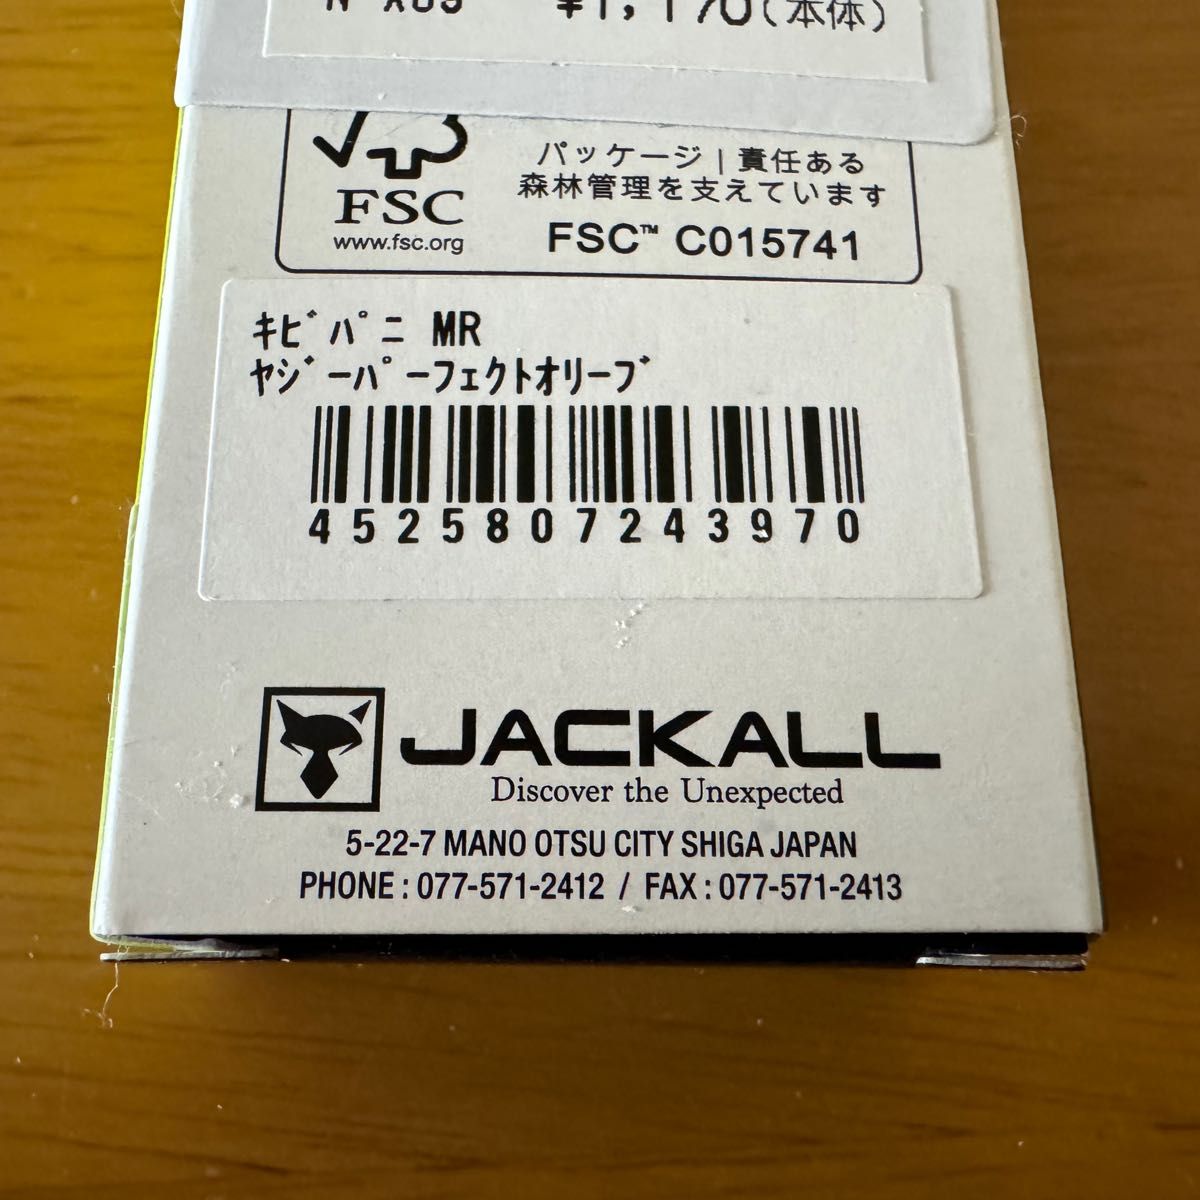 (本体)
パッケージ | 責任ある
森林管理を支えています
FSC
www.fsc.org
FSC™ C015741
ｷﾋﾞﾊﾟﾆ MR
ﾔｼﾞｰﾊﾟｰﾌｪｸﾄｵﾘｰﾌﾞ
4525807243970
JACKALL
Discover the Unexpected
5-22-7 MANO OTSU CITY SHIGA JAPAN
PHONE : 077-571-2412 / FAX : 077-571-2413